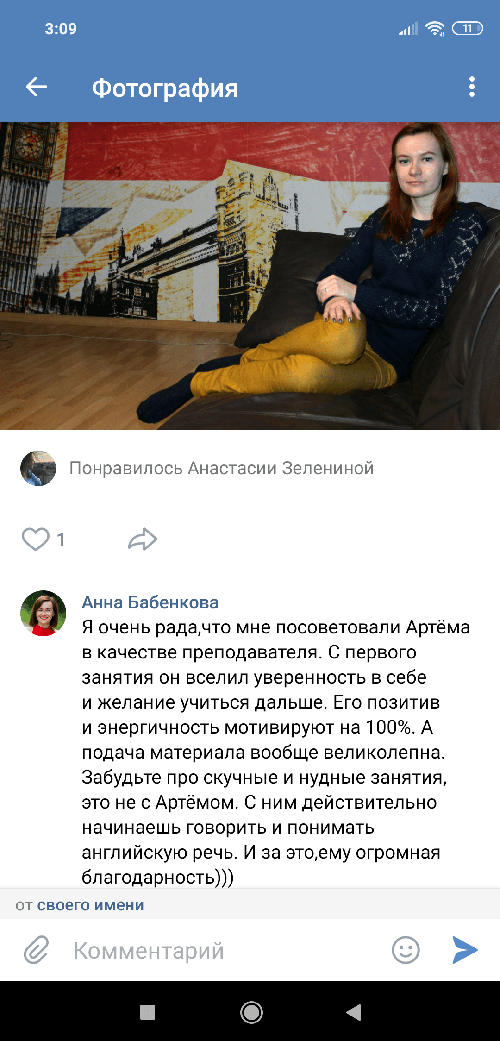 3:09
11
Фотография
Понравилось Анастасии Зелениной
1
Анна Бабенкова
Я очень рада,что мне посоветовали Артёма
в качестве преподавателя. С первого
занятия он вселил уверенность в себе
и желание учиться дальше. Его позитив
и энергичность мотивируют на 100%. А
подача материала вообще великолепна.
Забудьте про скучные и нудные занятия,
это не с Артёмом. С ним действительно
начинаешь говорить и понимать
английскую речь. И за это,ему огромная
благодарность)))
от своего имени
Комментарий